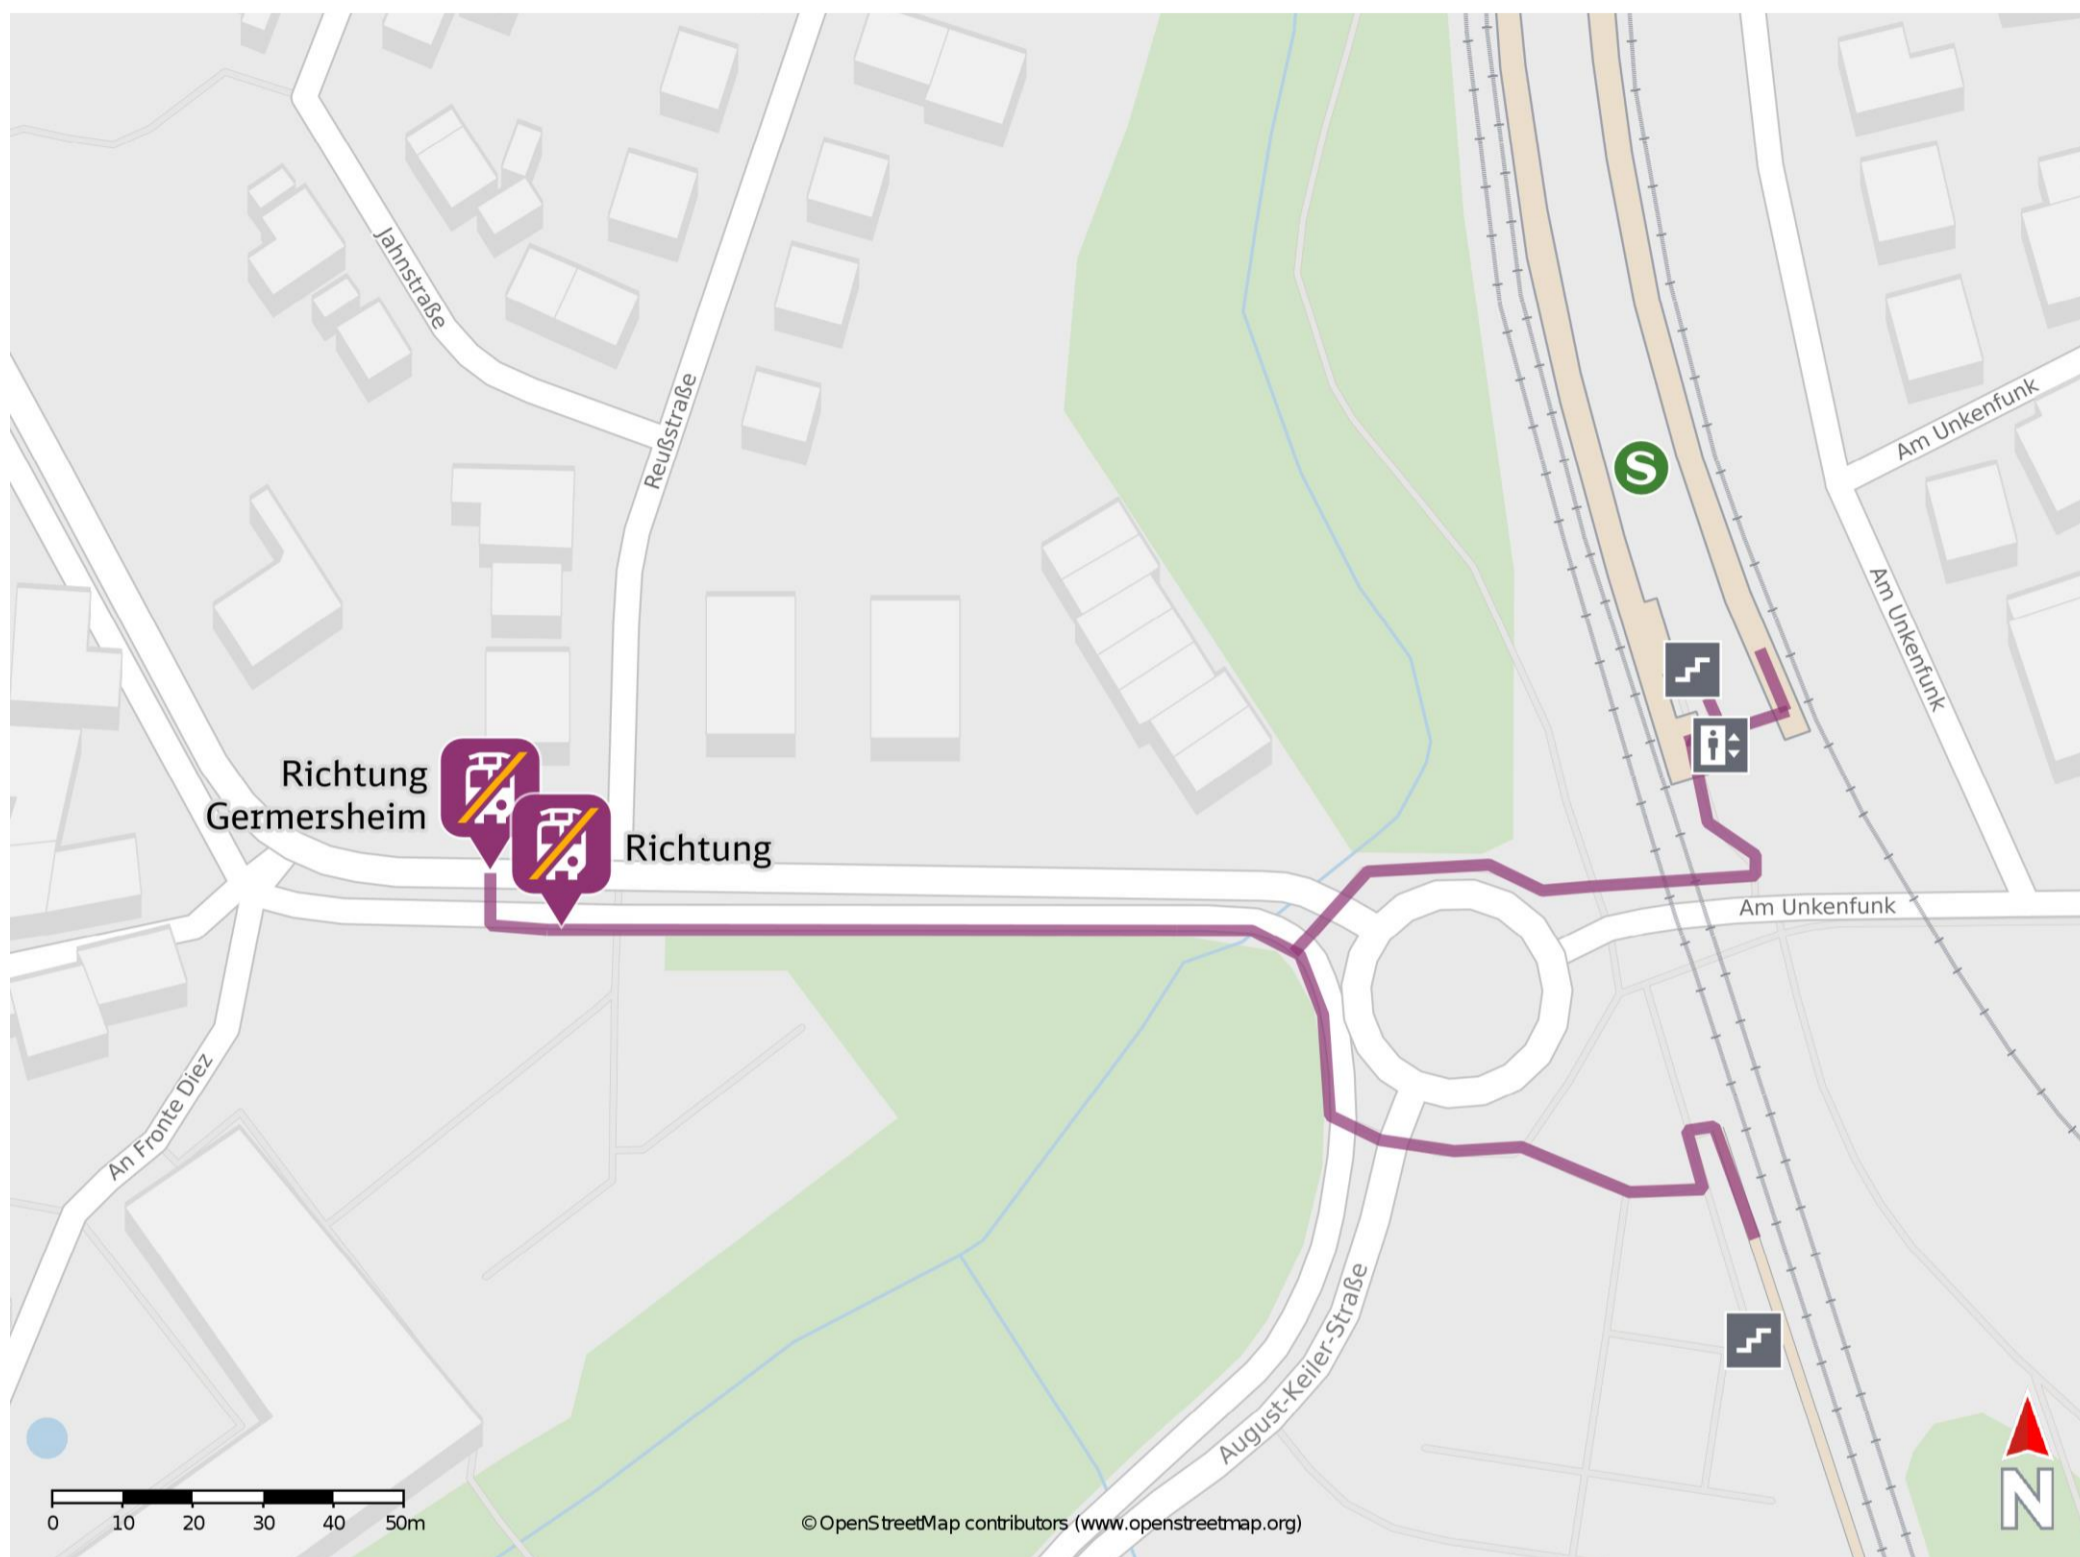 Jahnstraße
Reußstraße
Am Unkenfunk
S
Am Unkenfunk
Richtung
Germersheim
Richtung
Am Unkenfunk
An Fronte Diez
August-Keiler-Straße
N
0 10 20 30 40 50m
© OpenStreetMap contributors (www.openstreetmap.org)